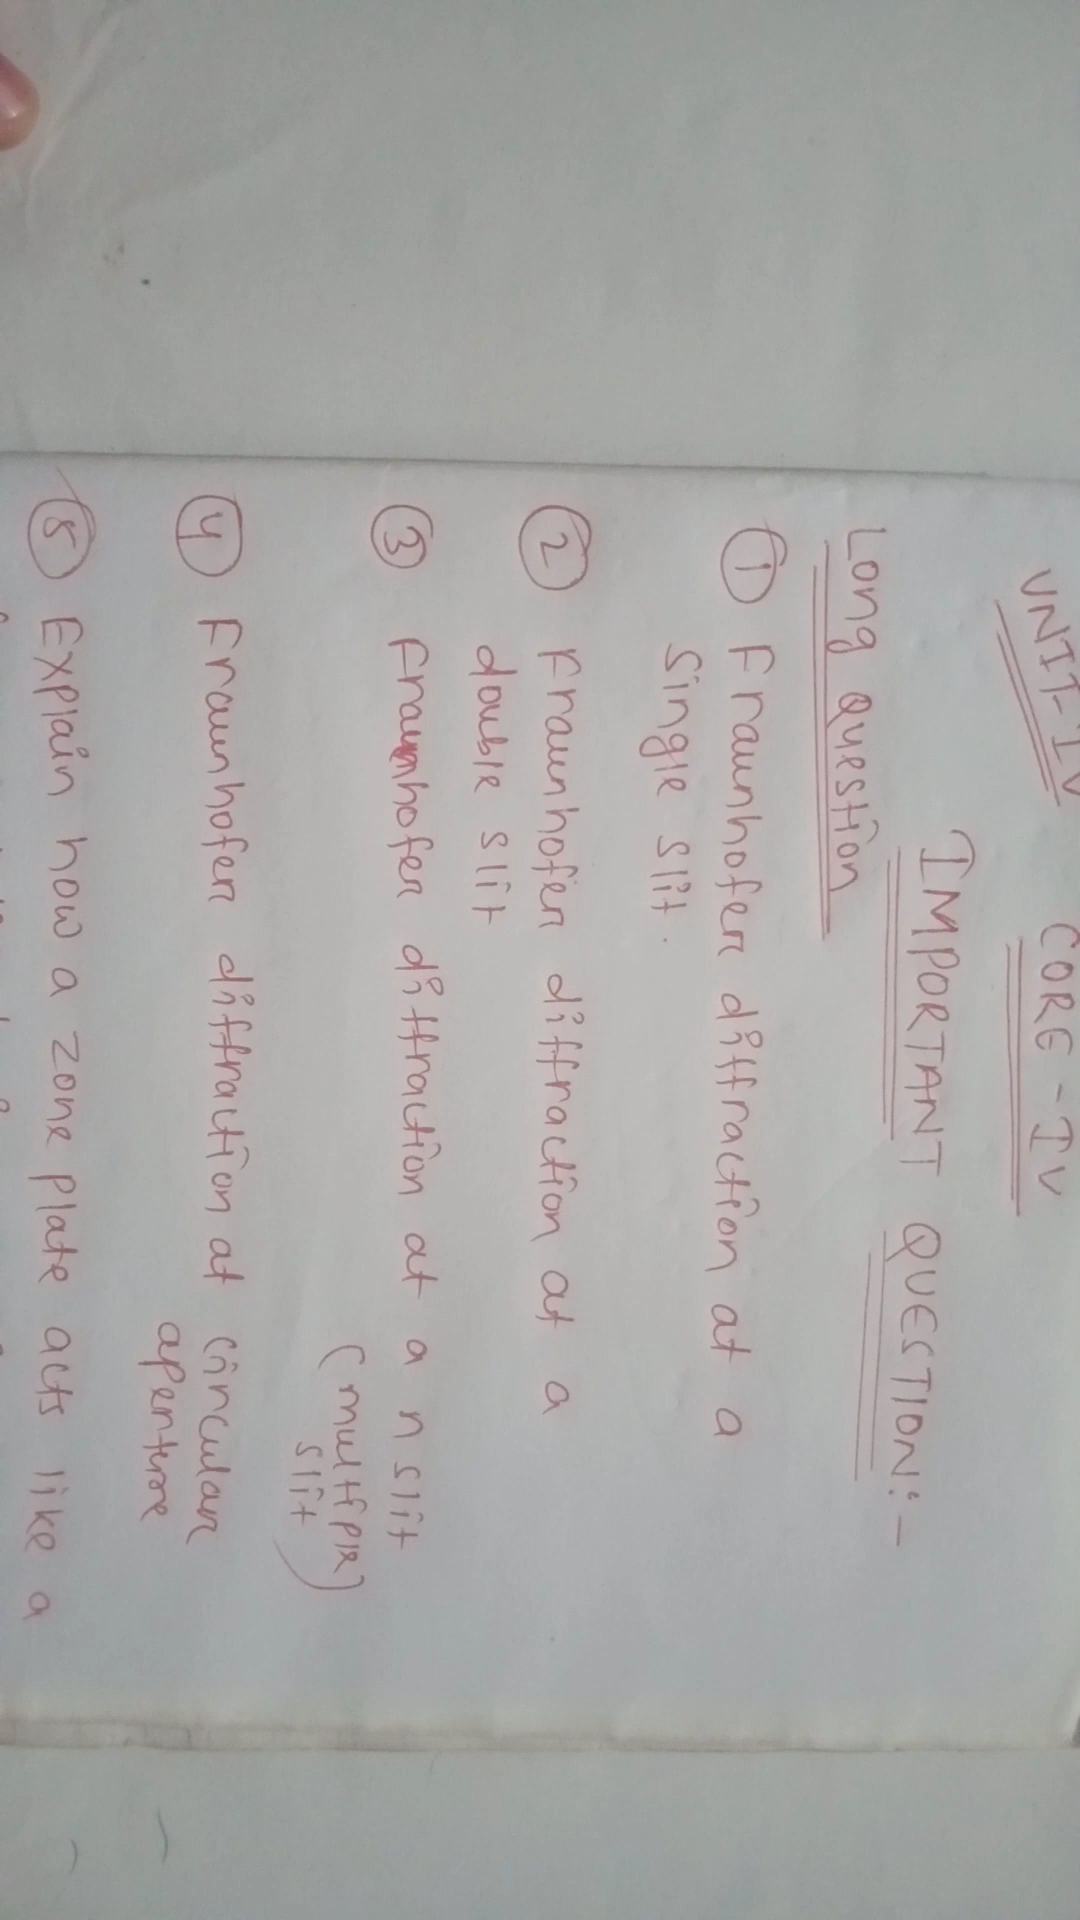 UNIT-IV CORE-IV
IMPORTANT QUESTION:-
Long Question
① Fraunhofer diffraction at a
Single slit.
② Fraunhofer diffraction at a
double slit
③ Fraunhofer diffraction at a n slit
(multiple
slit)
④ Fraunhofer diffraction at circular
aperture
⑤ Explain how a zone plate acts like a